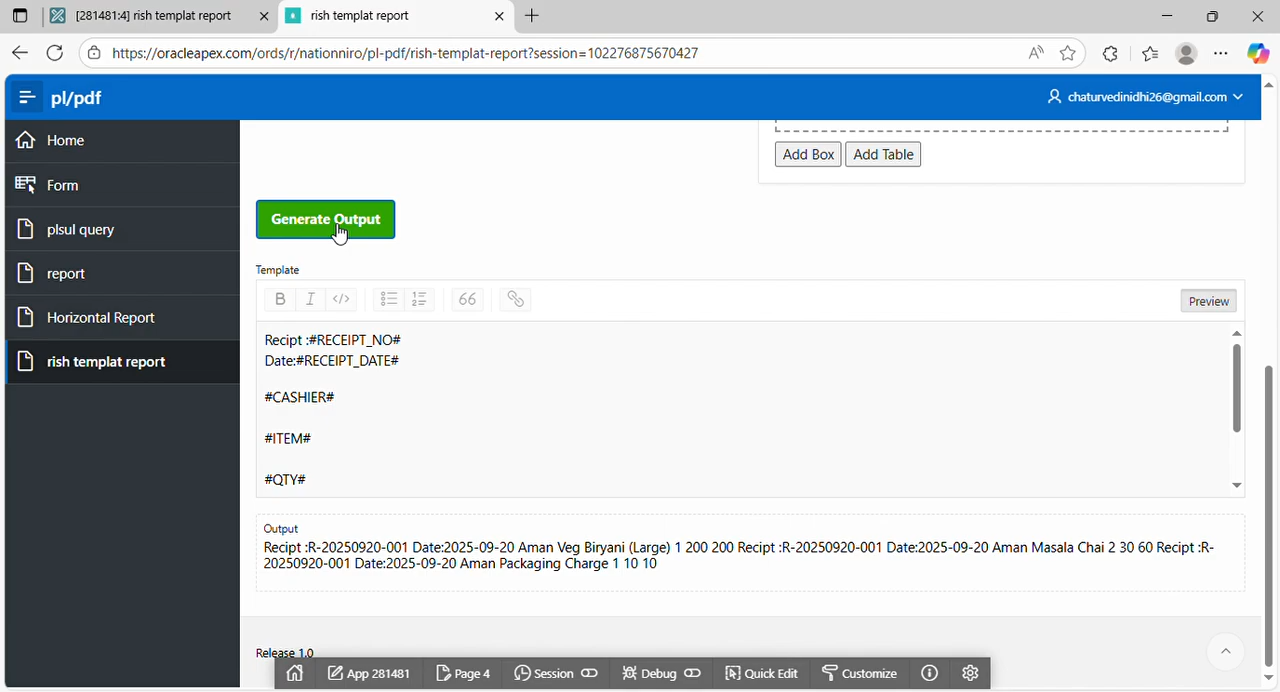 [281481:4] rish templat report
rish templat report
https://oracleapex.com/ords/r/nationniro/pl-pdf/rish-templat-report?session=102276875670427
pl/pdf
chaturvedinidhi26@gmail.com
Home
Form
plsul query
report
Horizontal Report
rish templat report
Add Box
Add Table
Generate Output
Template
B I </> 66
Preview
Recipt :#RECEIPT_NO#
Date:#RECEIPT_DATE#
#CASHIER#
#ITEM#
#QTY#
Output
Recipt :R-20250920-001 Date:2025-09-20 Aman Veg Biryani (Large) 1 200 200 Recipt :R-20250920-001 Date:2025-09-20 Aman Masala Chai 2 30 60 Recipt :R-
20250920-001 Date:2025-09-20 Aman Packaging Charge 1 10 10
Release 1.0
App 281481
Page 4
Session
Debug
Quick Edit
Customize